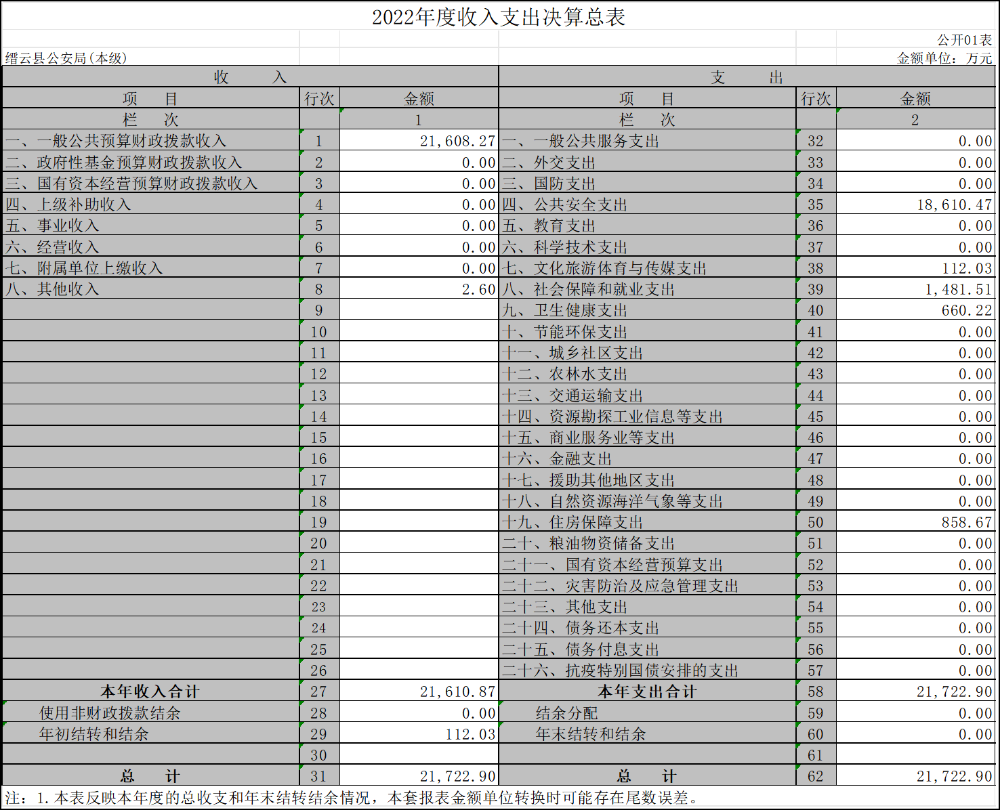 2022年度收入支出决算总表
公开01表
缙云县公安局(本级) 金额单位：万元
收 入 支 出
项 目 行次 金额 项 目 行次 金额
栏 次 1 栏 次 2
一、一般公共预算财政拨款收入 1 21,608.27 一、一般公共服务支出 32 0.00
二、政府性基金预算财政拨款收入 2 0.00 二、外交支出 33 0.00
三、国有资本经营预算财政拨款收入 3 0.00 三、国防支出 34 0.00
四、上级补助收入 4 0.00 四、公共安全支出 35 18,610.47
五、事业收入 5 0.00 五、教育支出 36 0.00
六、经营收入 6 0.00 六、科学技术支出 37 0.00
七、附属单位上缴收入 7 0.00 七、文化旅游体育与传媒支出 38 112.03
八、其他收入 8 2.60 八、社会保障和就业支出 39 1,481.51
9 九、卫生健康支出 40 660.22
10 十、节能环保支出 41 0.00
11 十一、城乡社区支出 42 0.00
12 十二、农林水支出 43 0.00
13 十三、交通运输支出 44 0.00
14 十四、资源勘探工业信息等支出 45 0.00
15 十五、商业服务业等支出 46 0.00
16 十六、金融支出 47 0.00
17 十七、援助其他地区支出 48 0.00
18 十八、自然资源海洋气象等支出 49 0.00
19 十九、住房保障支出 50 858.67
20 二十、粮油物资储备支出 51 0.00
21 二十一、国有资本经营预算支出 52 0.00
22 二十二、灾害防治及应急管理支出 53 0.00
23 二十三、其他支出 54 0.00
24 二十四、债务还本支出 55 0.00
25 二十五、债务付息支出 56 0.00
26 二十六、抗疫特别国债安排的支出 57 0.00
本年收入合计 27 21,610.87 本年支出合计 58 21,722.90
使用非财政拨款结余 28 0.00 结余分配 59 0.00
年初结转和结余 29 112.03 年末结转和结余 60 0.00
30 61
总 计 31 21,722.90 总 计 62 21,722.90
注：1.本表反映本年度的总收支和年末结转结余情况，本套报表金额单位转换时可能存在尾数误差。